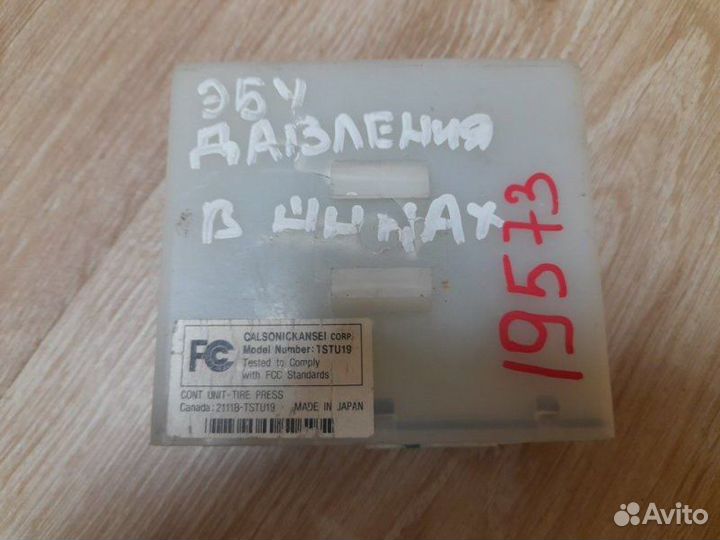 ЭБУ
ДАВЛЕНИЯ
В ШИНАХ
19573
FC
CALSONICKANSEI CORP.
Model Number: TSTU19
Tested to Comply
with FCC Standards
CONT UNIT-TIRE PRESS
Canada: 2111B-TSTU19 MADE IN JAPAN
Avito